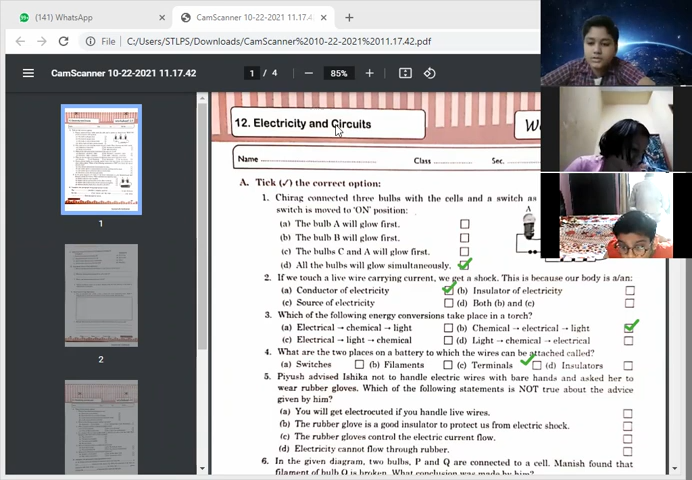 (141) WhatsApp
CamScanner 10-22-2021 11.17.4
File
C:/Users/STLPS/Downloads/CamScanner%2010-22-2021%2011.17.42.pdf
CamScanner 10-22-2021 11.17.42
1 / 4
85%
12. Electricity and Circuits
Name
Class
Sec.
A. Tick (✓) the correct option:
1. Chirag connected three bulbs with the cells and a switch as
switch is moved to 'ON' position:
A
(a) The bulb A will glow first.
(b) The bulb B will glow first.
(c) The bulbs C and A will glow first.
(d) All the bulbs will glow simultaneously.
2. If we touch a live wire carrying current, we get a shock. This is because our body is a/an:
(a) Conductor of electricity (b) Insulator of electricity
(c) Source of electricity (d) Both (b) and (c)
3. Which of the following energy conversions take place in a torch?
(a) Electrical → chemical → light (b) Chemical → electrical → light
(c) Electrical → light → chemical (d) Light → chemical → electrical
4. What are the two places on a battery to which the wires can be attached called?
(a) Switches (b) Filaments (c) Terminals (d) Insulators
5. Piyush advised Ishika not to handle electric wires with bare hands and asked her to
wear rubber gloves. Which of the following statements is NOT true about the advice
given by him?
(a) You will get electrocuted if you handle live wires.
(b) The rubber glove is a good insulator to protect us from electric shock.
(c) The rubber gloves control the electric current flow.
(d) Electricity cannot flow through rubber.
6. In the given diagram, two bulbs, P and Q are connected to a cell. Manish found that
filament of bulb Q is broken. What conclusion was made by him?
1
2